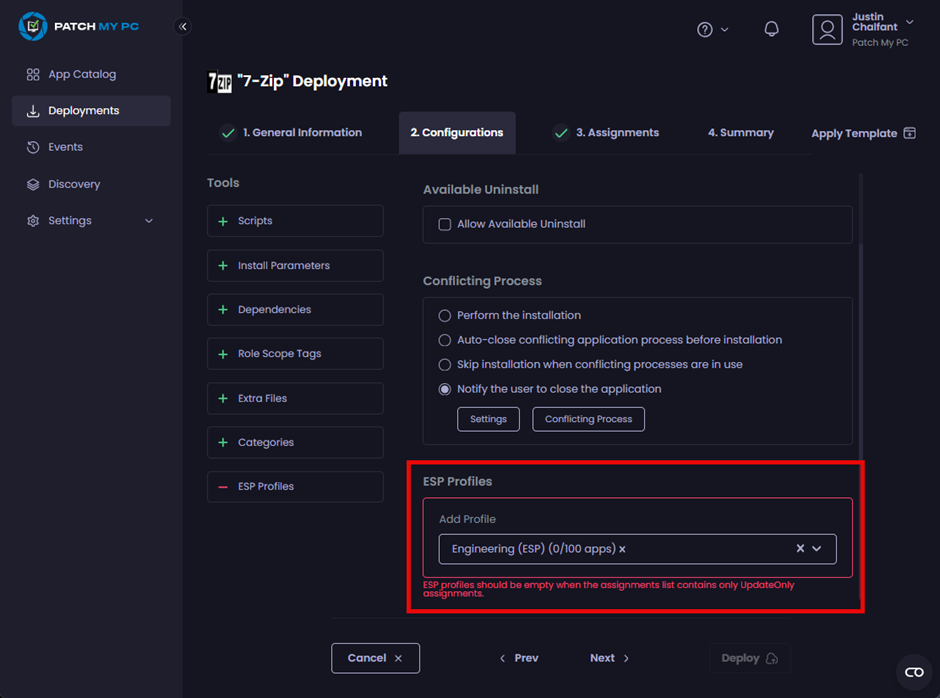 PATCH MY PC
Justin
Chalfant
Patch My PC
App Catalog
Deployments
Events
Discovery
Settings
7ZIP "7-Zip" Deployment
1. General Information
2. Configurations
3. Assignments
4. Summary
Apply Template
Tools
Scripts
Install Parameters
Dependencies
Role Scope Tags
Extra Files
Categories
ESP Profiles
Available Uninstall
Allow Available Uninstall
Conflicting Process
Perform the installation
Auto-close conflicting application process before installation
Skip installation when conflicting processes are in use
Notify the user to close the application
Settings
Conflicting Process
ESP Profiles
Add Profile
Engineering (ESP) (0/100 apps) x
ESP profiles should be empty when the assignments list contains only UpdateOnly
assignments.
Cancel
Prev
Next
Deploy